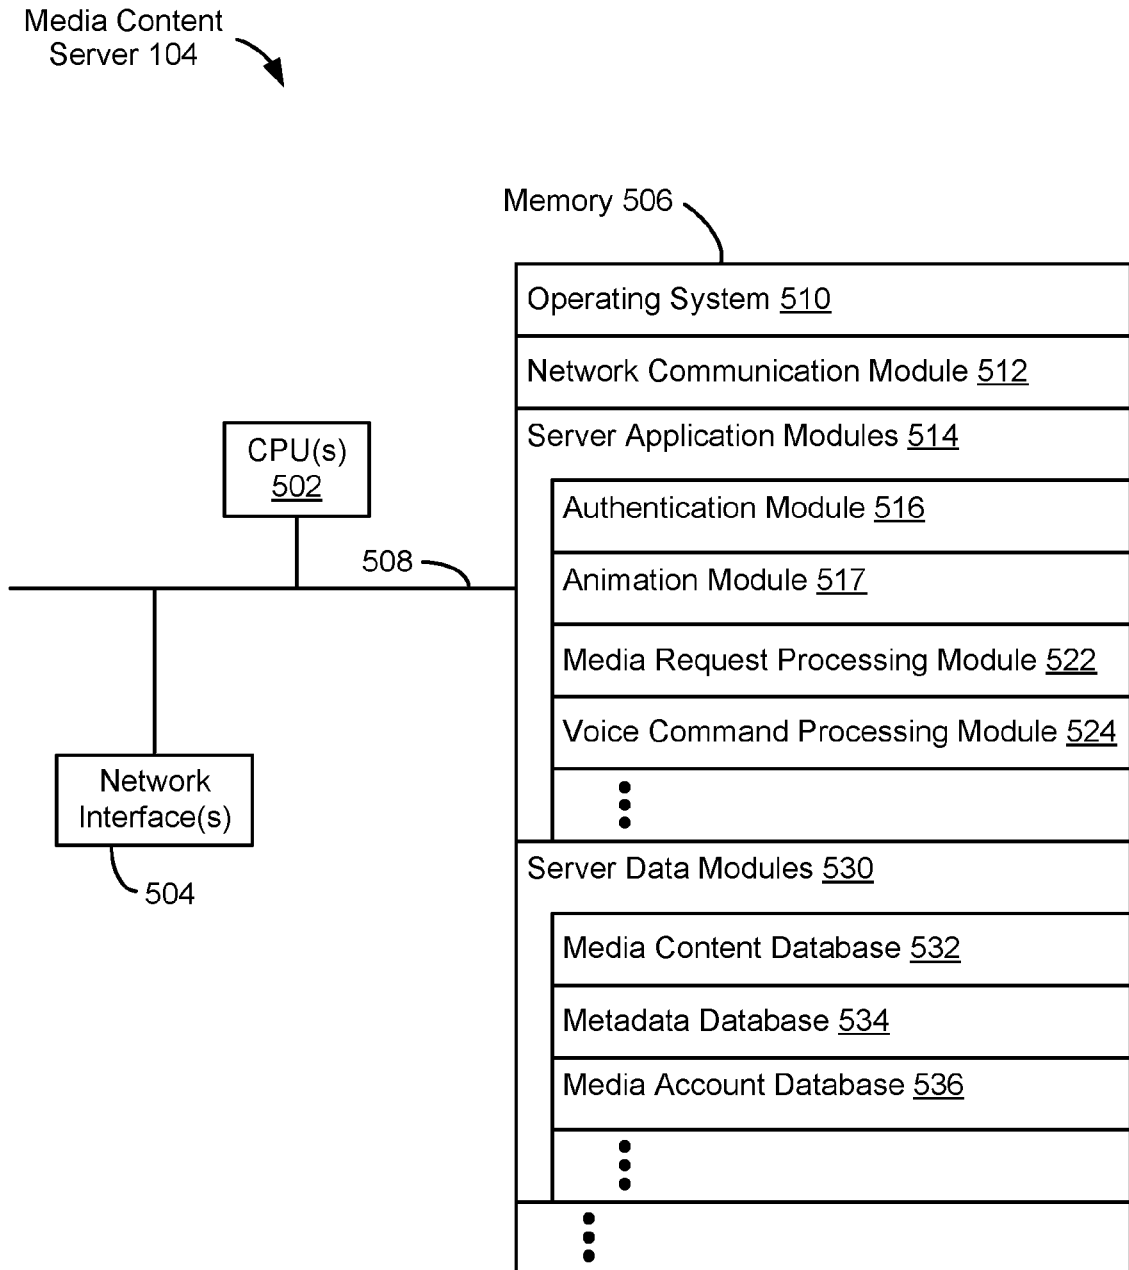 Media Content
Server 104
Memory 506
Operating System 510
Network Communication Module 512
Server Application Modules 514
Authentication Module 516
Animation Module 517
Media Request Processing Module 522
Voice Command Processing Module 524
CPU(s)
502
508
Network
Interface(s)
504
Server Data Modules 530
Media Content Database 532
Metadata Database 534
Media Account Database 536